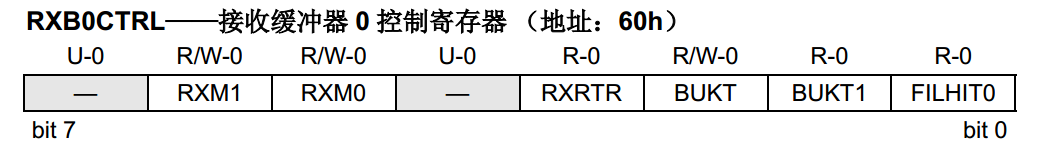 RXB0CTRL——接收缓冲器 0 控制寄存器 （地址：60h）
U-0 R/W-0 R/W-0 U-0 R-0 R/W-0 R-0 R-0
— RXM1 RXM0 — RXRTR BUKT BUKT1 FILHIT0
bit 7 bit 0